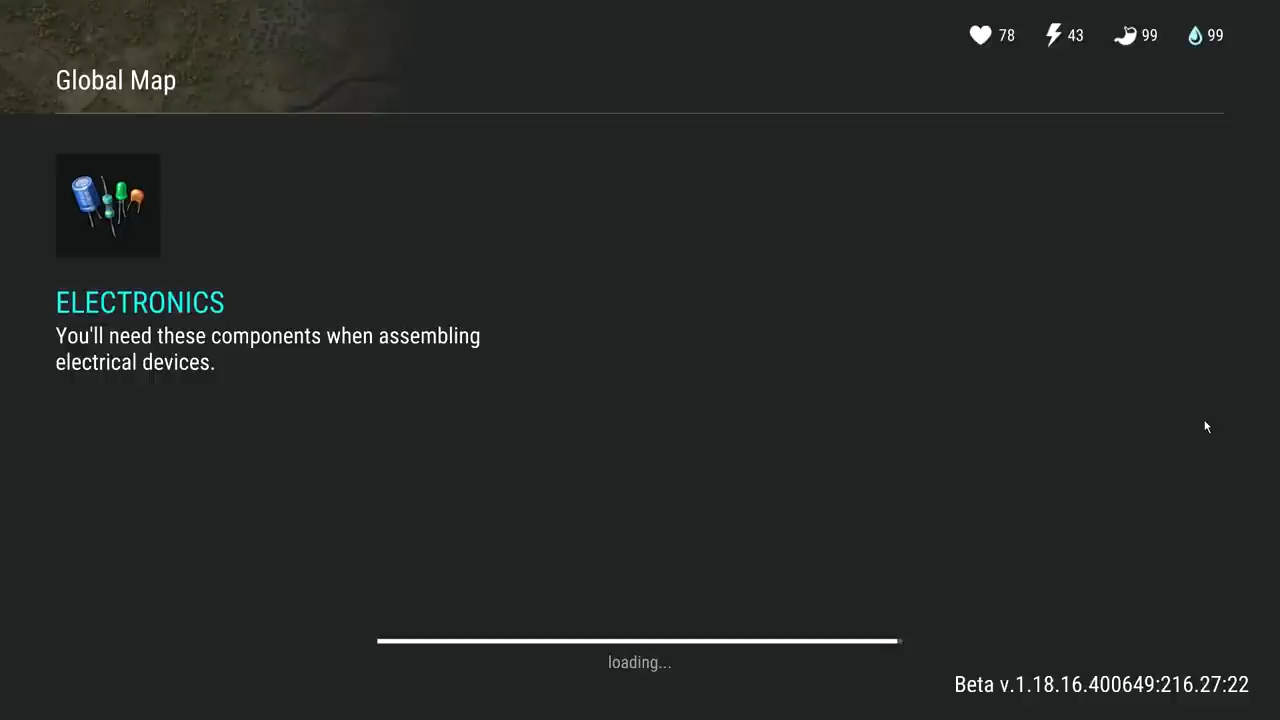 78 43 99 99
Global Map
ELECTRONICS
You'll need these components when assembling
electrical devices.
loading...
Beta v.1.18.16.400649:216.27:22